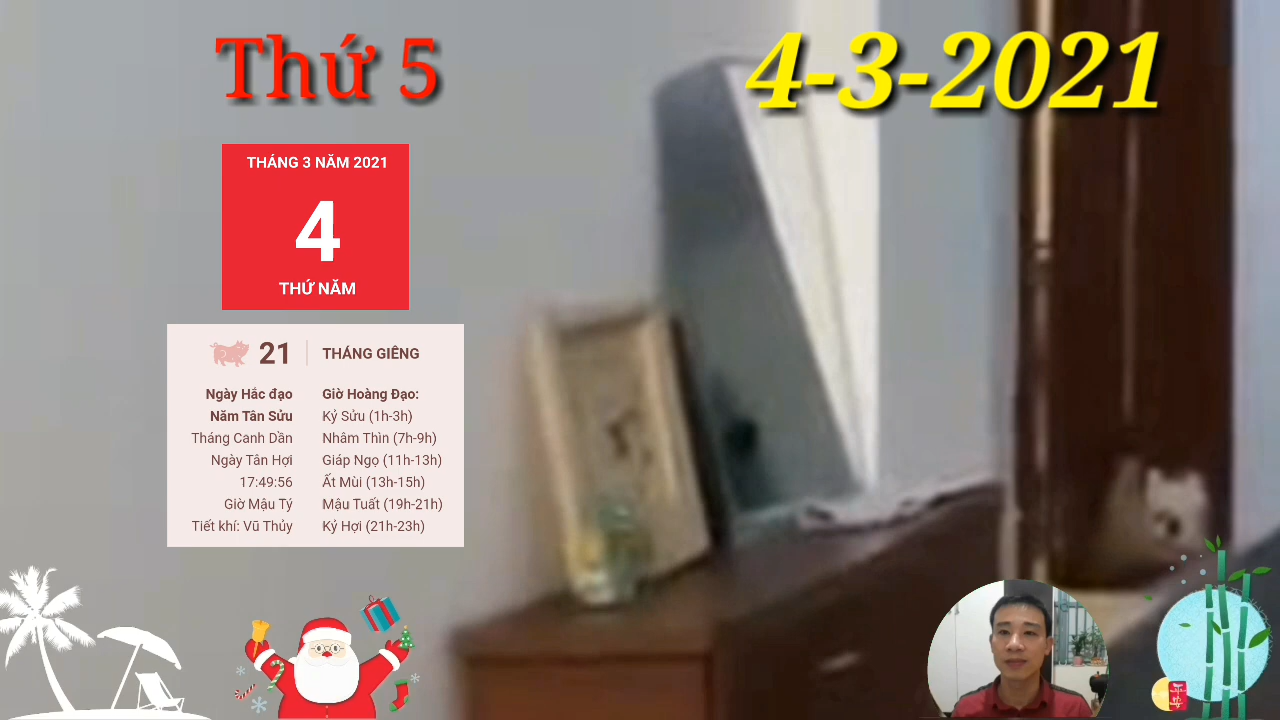 Thứ 5
4-3-2021
THÁNG 3 NĂM 2021
4
THỨ NĂM
21
THÁNG GIÊNG
Ngày Hắc đạo
Năm Tân Sửu
Tháng Canh Dần
Ngày Tân Hợi
17:49:56
Giờ Mậu Tý
Tiết khí: Vũ Thủy
Giờ Hoàng Đạo:
Kỷ Sửu (1h-3h)
Nhâm Thìn (7h-9h)
Giáp Ngọ (11h-13h)
Ất Mùi (13h-15h)
Mậu Tuất (19h-21h)
Kỷ Hợi (21h-23h)